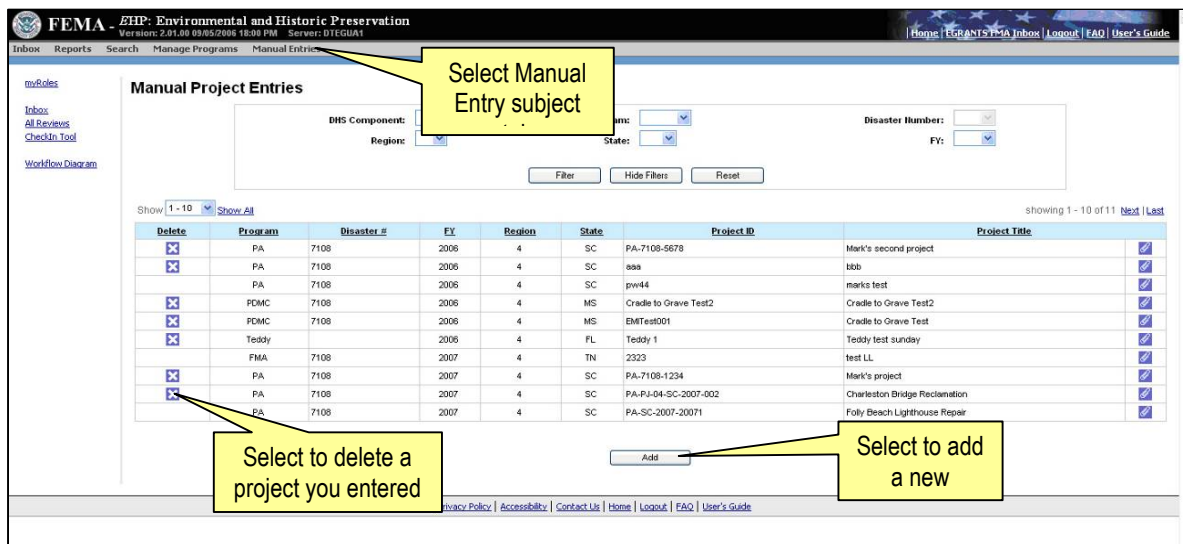 FEMA - EHP: Environmental and Historic Preservation
Version: 2.01.00 09/05/2006 18:00 PM Server: DTEGUA1
Home | EGRANTS FMA Inbox | Logout | FAQ | User's Guide
Inbox Reports Search Manage Programs Manual Entries
Select Manual
Entry subject
myRoles
Inbox
All Reviews
CheckIn Tool
Workflow Diagram
Manual Project Entries
DHS Component:
Disaster Number:
Region: State: FY:
Filter Hide Filters Reset
Show 1 - 10 Show All
showing 1 - 10 of 11 Next | Last
Delete Program Disaster # FY Region State Project ID Project Title
PA 7108 2006 4 SC PA-7108-5678 Mark's second project
PA 7108 2006 4 SC aaa bbb
PA 7108 2006 4 SC pw44 marks test
PDMC 7108 2006 4 MS Cradle to Grave Test2 Cradle to Grave Test2
PDMC 7108 2006 4 MS EMITest001 Cradle to Grave Test
Teddy 2006 4 FL Teddy 1 Teddy test sunday
FMA 7108 2007 4 TN 2323 test LL
PA 7108 2007 4 SC PA-7108-1234 Mark's project
PA 7108 2007 4 SC PA-PJ-04-SC-2007-002 Charleston Bridge Reclamation
PA 7108 2007 4 SC PA-SC-2007-20071 Folly Beach Lighthouse Repair
Select to delete a
project you entered
Add
Select to add
a new
Policy | Accessibility | Contact Us | Home | Logout | FAQ | User's Guide